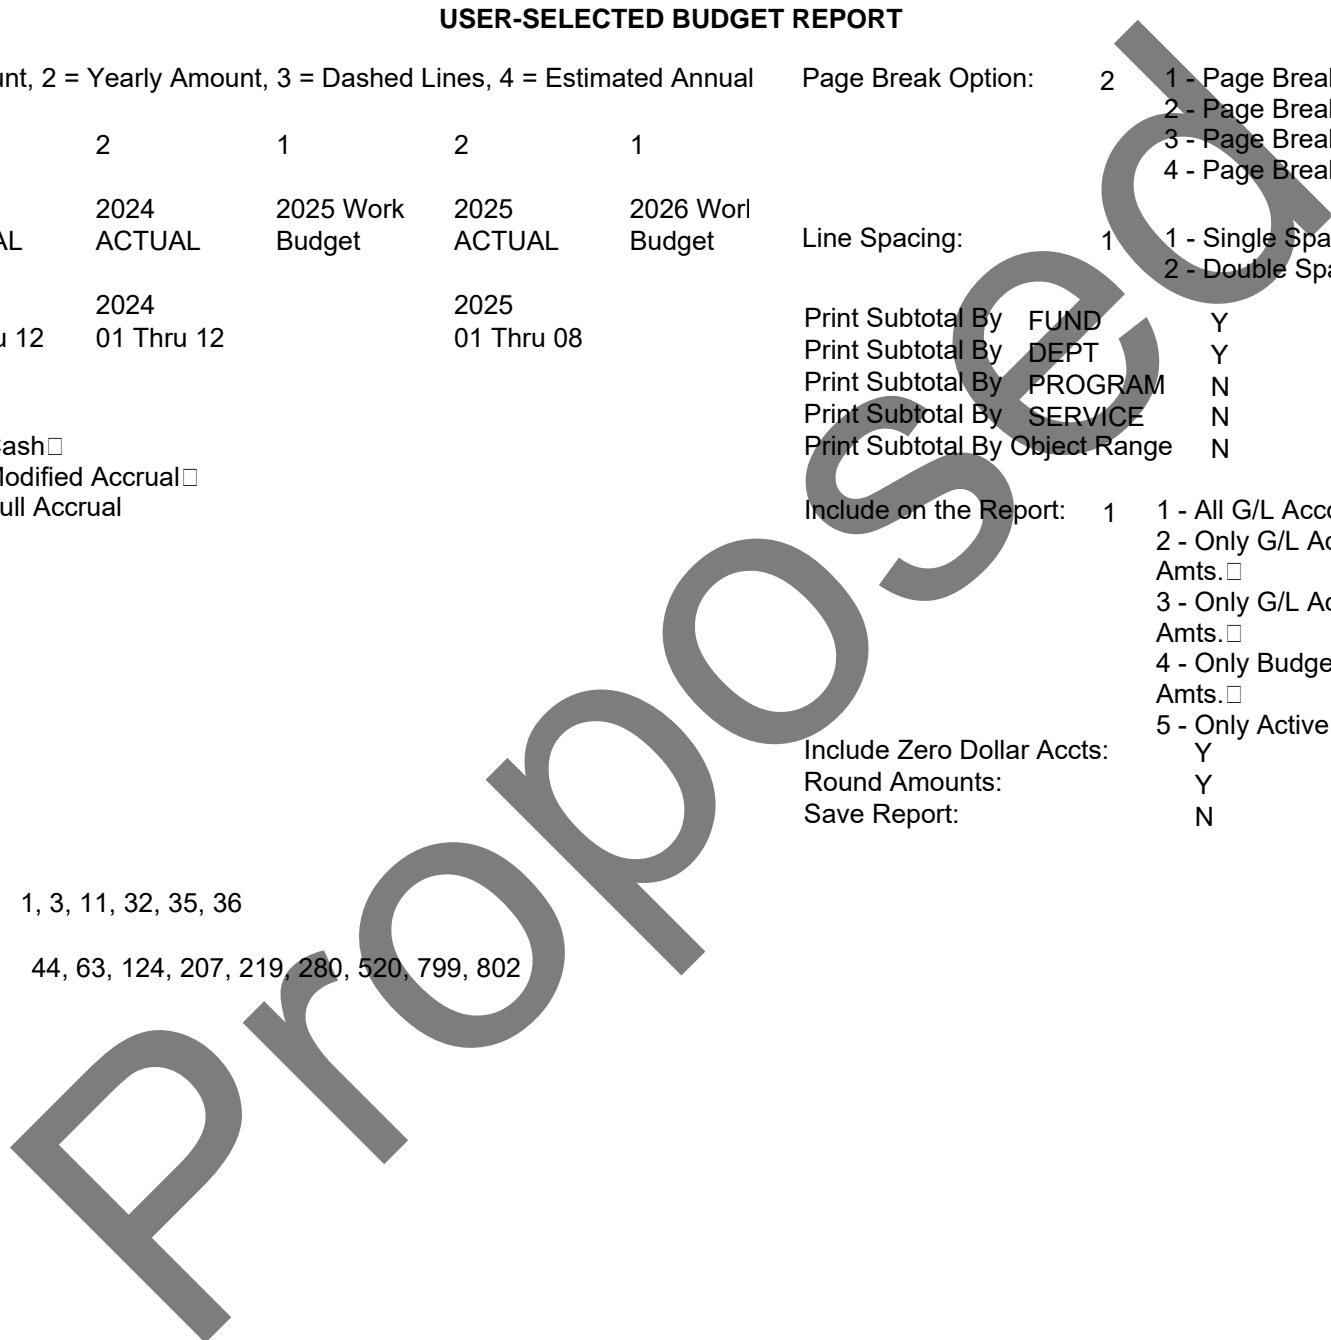 USER-SELECTED BUDGET REPORT
unt, 2 = Yearly Amount, 3 = Dashed Lines, 4 = Estimated Annual
2 1 2 1
2024 2025 Work 2025 2026 Worl
AL ACTUAL Budget ACTUAL Budget
2024 2025
u 12 01 Thru 12 01 Thru 08
Cash□
Modified Accrual□
ull Accrual
1, 3, 11, 32, 35, 36
44, 63, 124, 207, 219, 280, 520, 799, 802
Page Break Option: 2 1 - Page Break
2 - Page Break
3 - Page Break
4 - Page Break
Line Spacing: 1 1 - Single Spa
2 - Double Spa
Print Subtotal By FUND Y
Print Subtotal By DEPT Y
Print Subtotal By PROGRAM N
Print Subtotal By SERVICE N
Print Subtotal By Object Range N
Include on the Report: 1 1 - All G/L Acco
2 - Only G/L Ac
Amts.□
3 - Only G/L Ac
Amts.□
4 - Only Budge
Amts.□
5 - Only Active
Include Zero Dollar Accts: Y
Round Amounts: Y
Save Report: N
Proposed